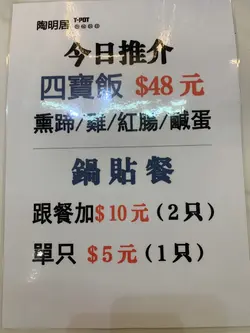 陶明居 T-POT
今日推介
四寶飯 $48元
熏蹄/雞/紅腸/鹹蛋
鍋貼餐
跟餐加$10元(2只)
單只 $5元(1只)